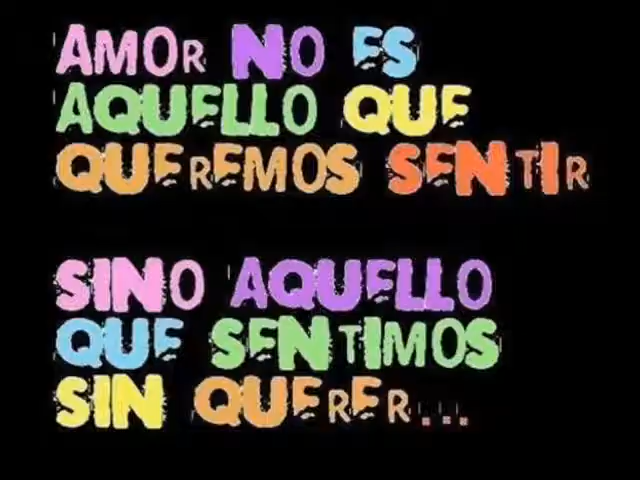 AMOR NO ES
AQUELLO QUE
QUEREMOS SENTIR
SINO AQUELLO
QUE SENTIMOS
SIN QUERER...